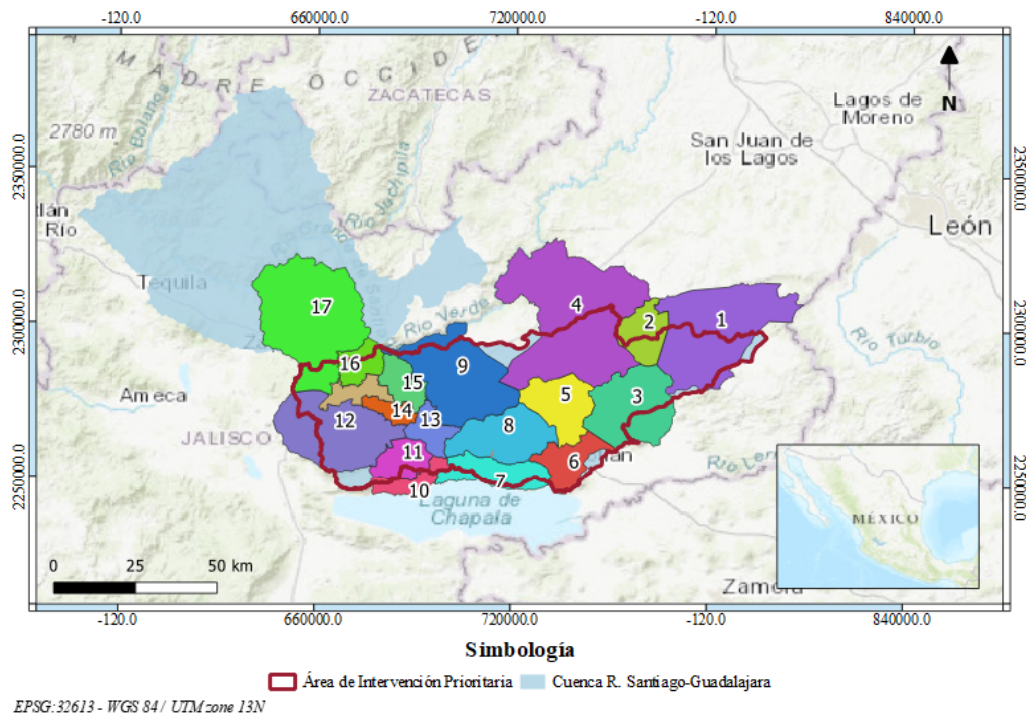 -120.0 660000.0 720000.0 -120.0 840000.0
MADRE OCCIDE
ZACATECAS
Lagos de
Moreno
N
2780 m
Río Bolaños
San Juan de
los Lagos
2350000.0
2350000.0
Río Juchipila
tlán
Río
León
Tequila
17
4
1
2
Río Verde
2300000.0
2300000.0
16
9
Río Turbio
15
Ameca
5
3
14
12
13
8
JALISCO
11
6
Río Ler
7
2250000.0
2250000.0
10
Laguna de
Chapala
MÉXICO
0 25 50 km
Zamora
-120.0 660000.0 720000.0 -120.0 840000.0
Simbología
Área de Intervención Prioritaria Cuenca R. Santiago-Guadalajara
EPSG:32613 - WGS 84 / UTM zone 13N